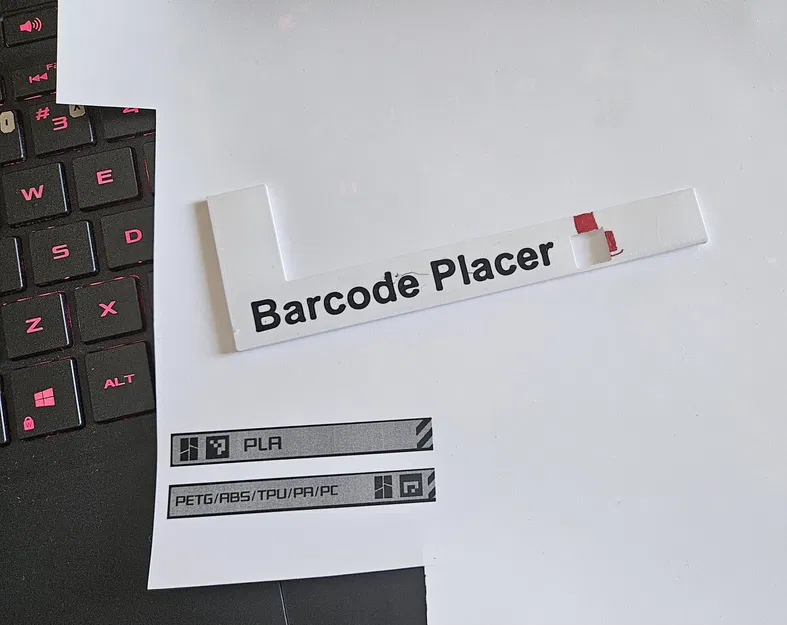 #
3
W
E
S
D
Z
X
ALT
Barcode Placer
PLA
PETG/ABS/TPU/PA/PC